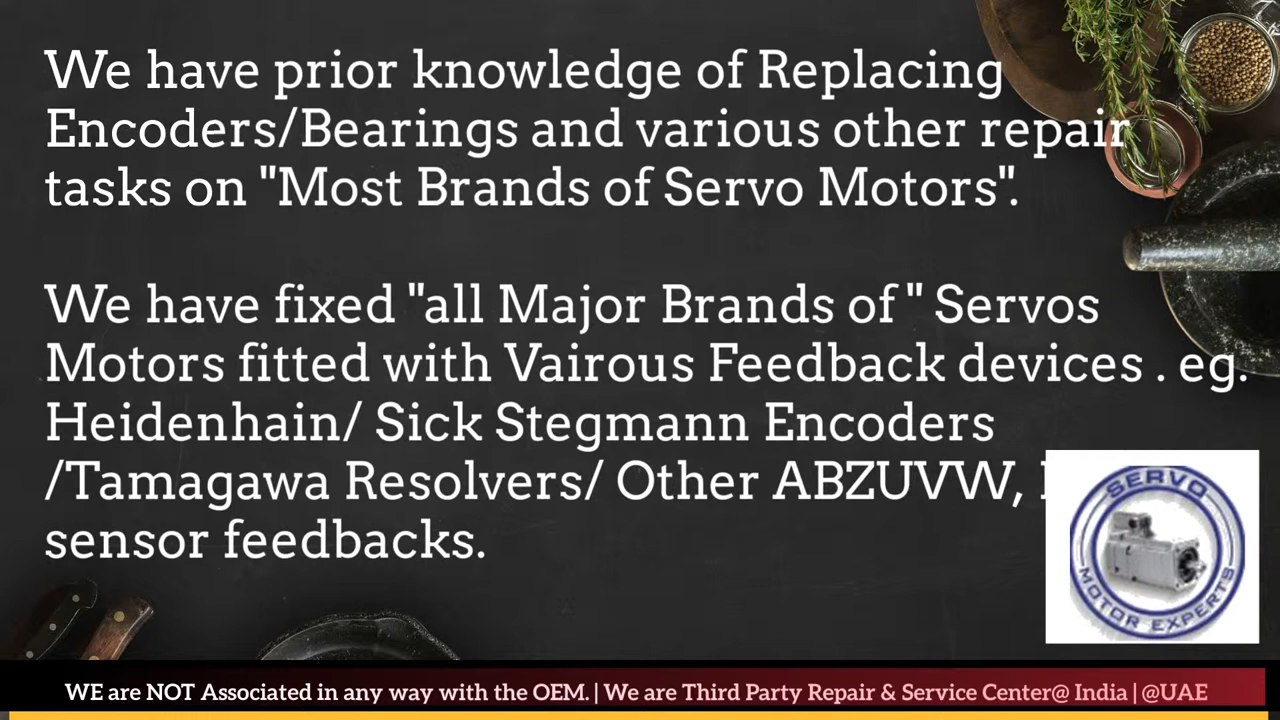 We have prior knowledge of Replacing
Encoders/Bearings and various other repair
tasks on "Most Brands of Servo Motors".
We have fixed "all Major Brands of " Servos
Motors fitted with Vairous Feedback devices . eg.
Heidenhain/ Sick Stegmann Encoders
/Tamagawa Resolvers/ Other ABZUVW,
sensor feedbacks.
SERVO
MOTOR EXPERTS
WE are NOT Associated in any way with the OEM. | We are Third Party Repair & Service Center@ India | @UAE